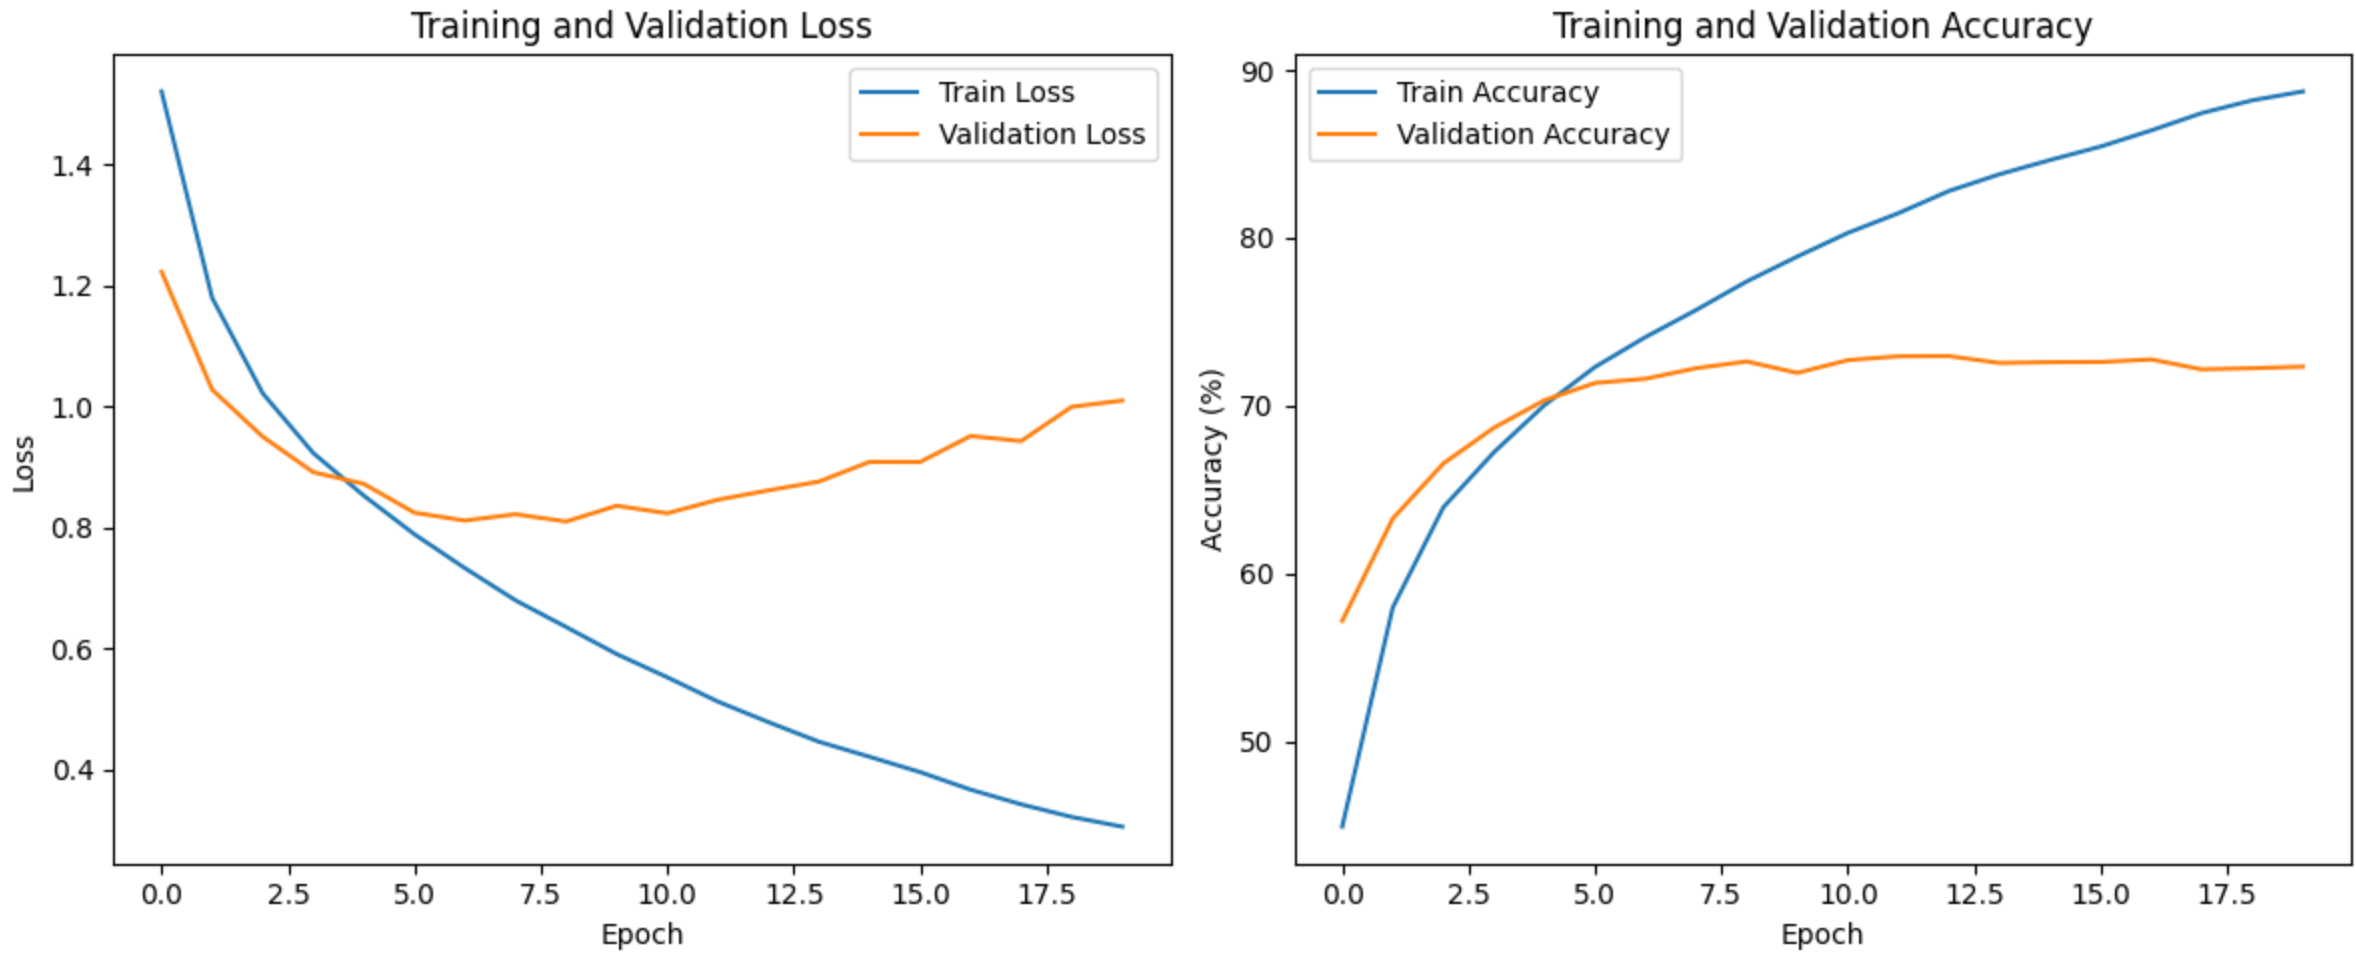 Training and Validation Loss
Train Loss
Validation Loss
1.4
1.2
1.0
0.8
0.6
0.4
Loss
0.0 2.5 5.0 7.5 10.0 12.5 15.0 17.5
Epoch
Training and Validation Accuracy
Train Accuracy
Validation Accuracy
90
80
70
60
50
Accuracy (%)
0.0 2.5 5.0 7.5 10.0 12.5 15.0 17.5
Epoch